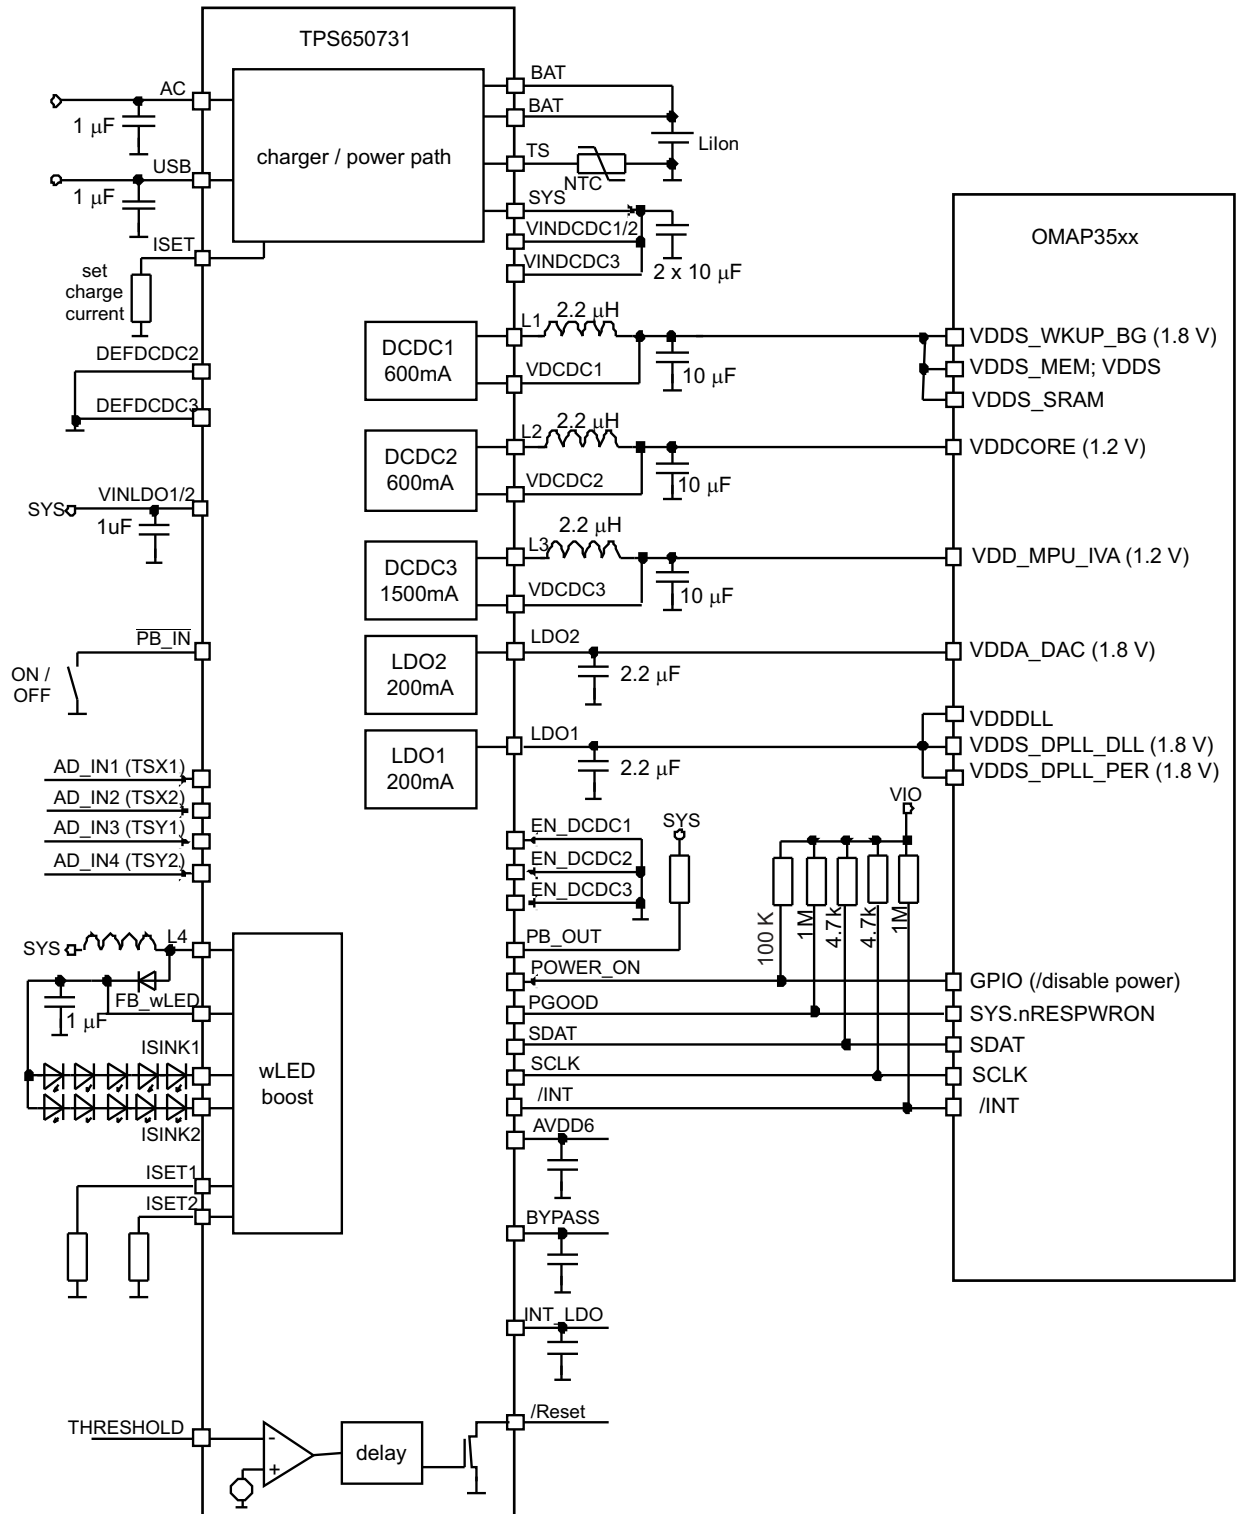 TPS650731
AC
1 μF
USB
1 μF
ISET
set
charge
current
charger / power path
BAT
BAT
LiIon
TS
NTC
SYS
VINDCDC1/2
VINDCDC3
2 x 10 μF
OMAP35xx
DEFDCDC2
DEFDCDC3
DCDC1
600mA
L1
2.2 μH
VDCDC1
10 μF
VDDS_WKUP_BG (1.8 V)
VDDS_MEM; VDDS
VDDS_SRAM
DCDC2
600mA
L2
2.2 μH
VDCDC2
10 μF
VDDCORE (1.2 V)
SYS
VINLDO1/2
1uF
DCDC3
1500mA
L3
2.2 μH
VDCDC3
10 μF
VDD_MPU_IVA (1.2 V)
PB_IN
ON /
OFF
LDO2
200mA
LDO2
2.2 μF
VDDA_DAC (1.8 V)
LDO1
200mA
LDO1
2.2 μF
VDDDLL
VDDS_DPLL_DLL (1.8 V)
VDDS_DPLL_PER (1.8 V)
AD_IN1 (TSX1)
AD_IN2 (TSX2)
AD_IN3 (TSY1)
AD_IN4 (TSY2)
EN_DCDC1
EN_DCDC2
EN_DCDC3
SYS
VIO
100 K
1M
4.7k
4.7k
1M
PB_OUT
POWER_ON
PGOOD
SDAT
SCLK
/INT
GPIO (/disable power)
SYS.nRESPWRON
SDAT
SCLK
/INT
SYS
L4
FB_wLED
1 μF
ISINK1
ISINK2
wLED
boost
ISET1
ISET2
AVDD6
BYPASS
INT_LDO
THRESHOLD
-
+
delay
/Reset